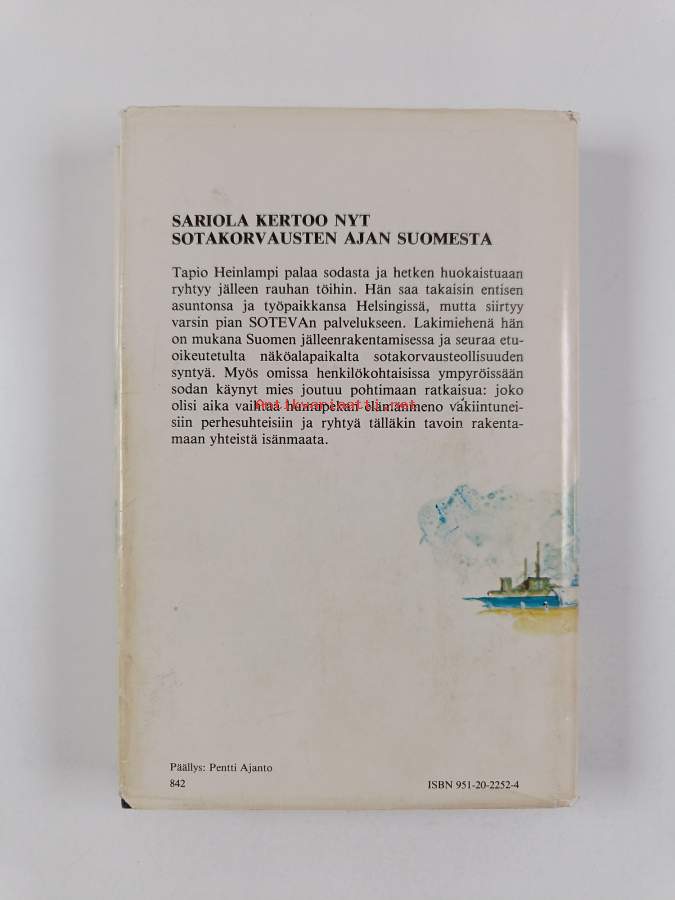 SARIOLA KERTOO NYT
SOTAKORVAUSTEN AJAN SUOMESTA
Tapio Heinlampi palaa sodasta ja hetken huokaistuaan
ryhtyy jälleen rauhan töihin. Hän saa takaisin entisen
asuntonsa ja työpaikkansa Helsingissä, mutta siirtyy
varsin pian SOTEVAn palvelukseen. Lakimiehenä hän
on mukana Suomen jälleenrakentamisessa ja seuraa etu-
oikeutetulta näköalapaikalta sotakorvausteollisuuden
syntyä. Myös omissa henkilökohtaisissa ympyröissään
sodan käynyt mies joutuu pohtimaan ratkaisua: joko
olisi aika vaihtaa hunnupekan elämänmeno vakiintunei-
siin perhesuhteisiin ja ryhtyä tälläkin tavoin rakenta-
maan yhteistä isänmaata.
Antikvariaatti.net
Päällys: Pentti Ajanto
842
ISBN 951-20-2252-4